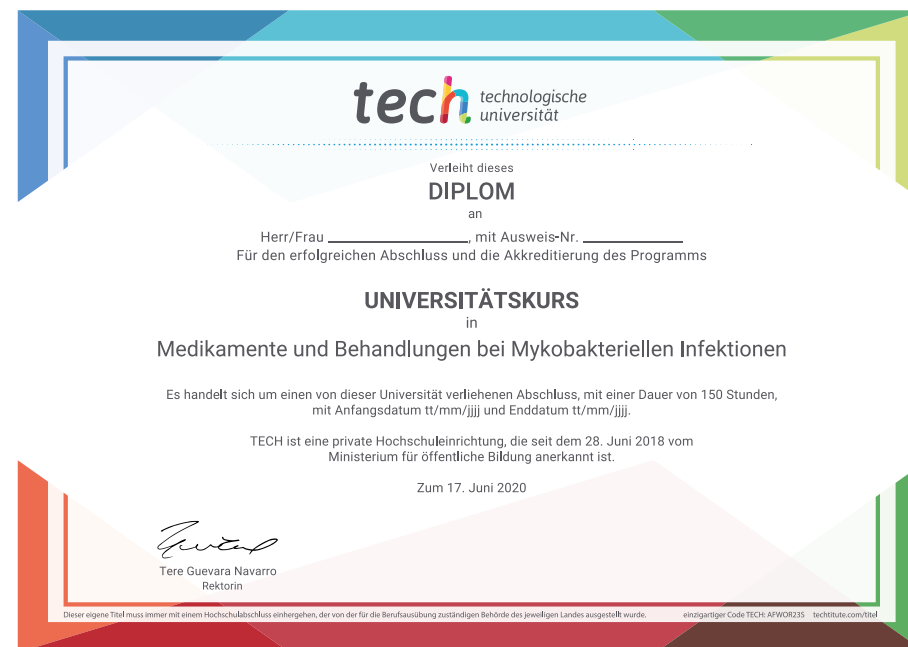 tech technologische
universität
Verleiht dieses
DIPLOM
an
Herr/Frau ____________________, mit Ausweis-Nr. ______________
Für den erfolgreichen Abschluss und die Akkreditierung des Programms
UNIVERSITÄTSKURS
in
Medikamente und Behandlungen bei Mykobakteriellen Infektionen
Es handelt sich um einen von dieser Universität verliehenen Abschluss, mit einer Dauer von 150 Stunden,
mit Anfangsdatum tt/mm/jjjj und Enddatum tt/mm/jjjj.
TECH ist eine private Hochschuleinrichtung, die seit dem 28. Juni 2018 vom
Ministerium für öffentliche Bildung anerkannt ist.
Zum 17. Juni 2020
Tere Guevara Navarro
Rektorin
Dieser eigene Titel muss immer mit einem Hochschulabschluss einhergehen, der von der für die Berufsausübung zuständigen Behörde des jeweiligen Landes ausgestellt wurde. einzigartiger Code TECH: AFWOR23S techtitute.com/titel